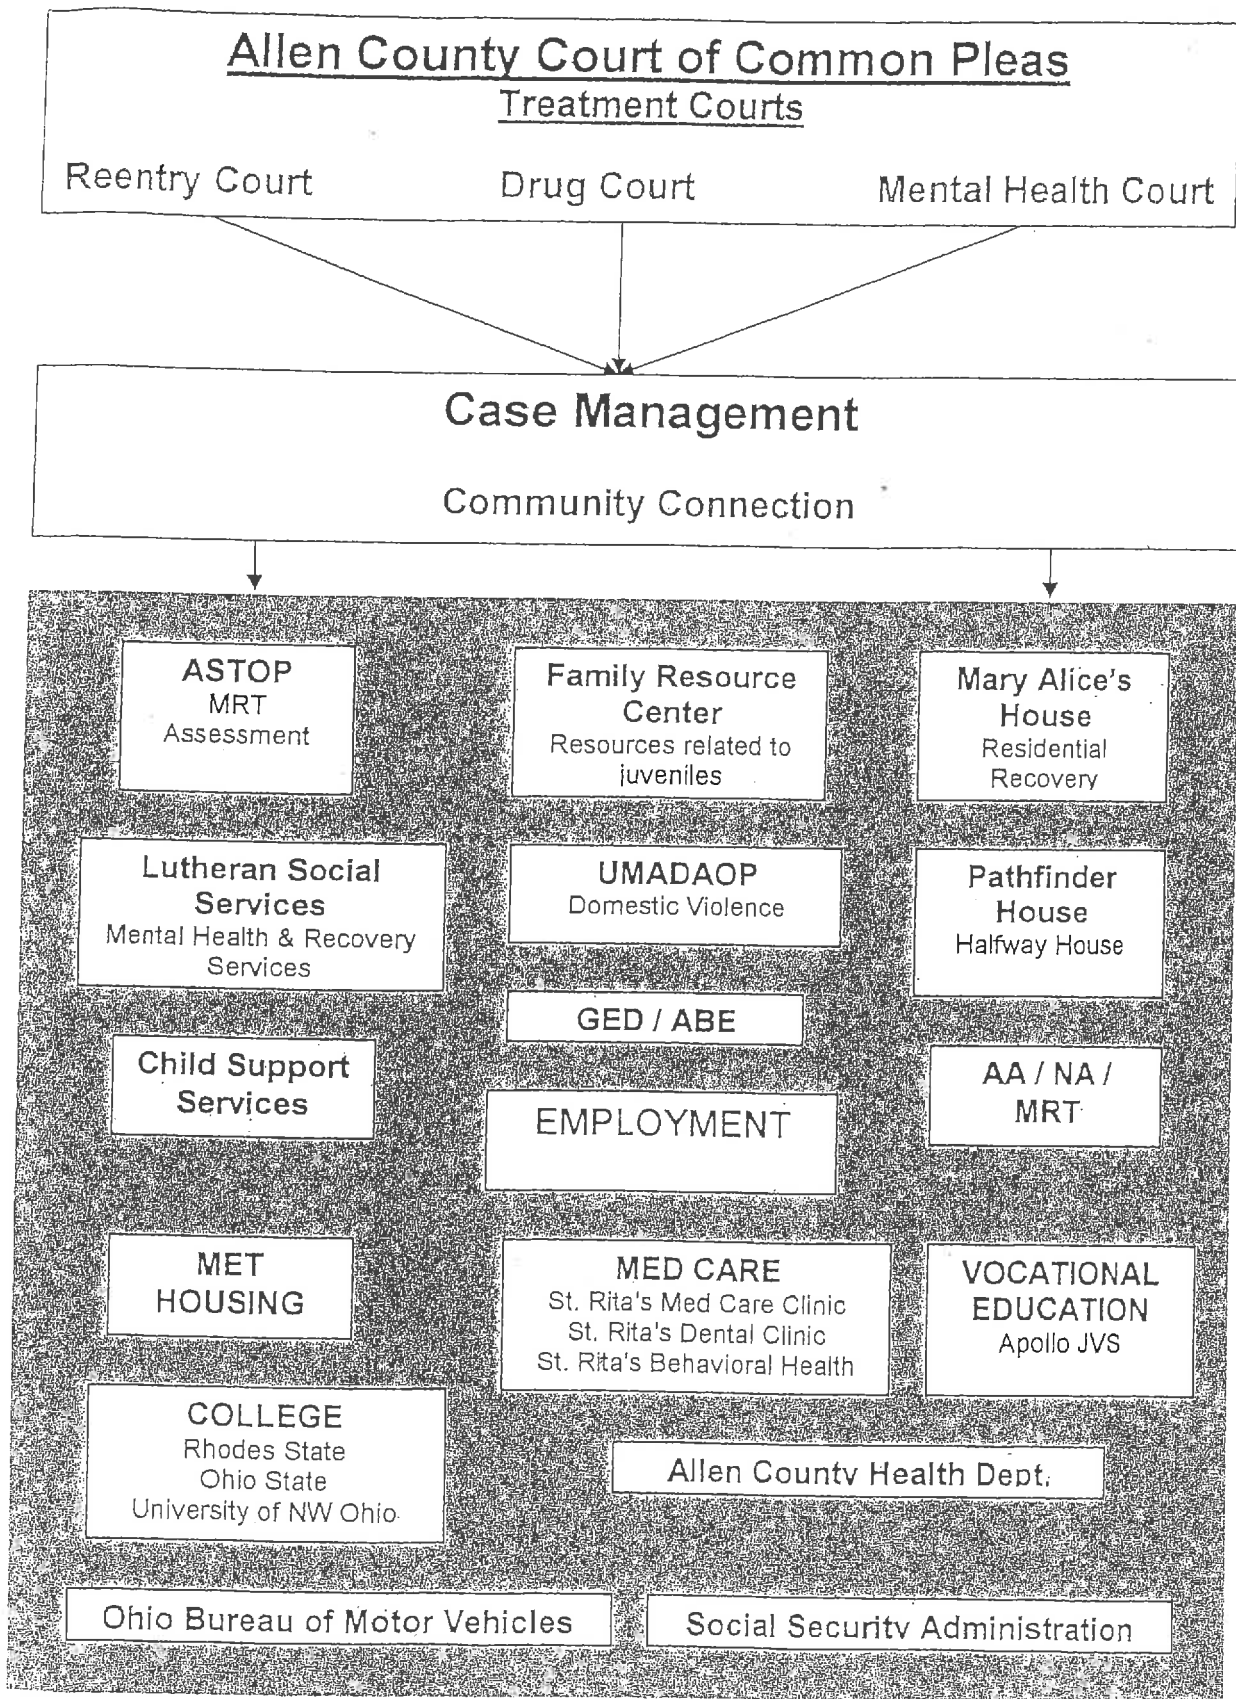 Allen County Court of Common Pleas
Treatment Courts
Reentry Court Drug Court Mental Health Court
Case Management
Community Connection
ASTOP
MRT
Assessment
Family Resource
Center
Resources related to
juveniles
Mary Alice's
House
Residential
Recovery
Lutheran Social
Services
Mental Health & Recovery
Services
UMADAOP
Domestic Violence
Pathfinder
House
Halfway House
GED / ABE
Child Support
Services
EMPLOYMENT
AA / NA /
MRT
MET
HOUSING
MED CARE
St. Rita's Med Care Clinic
St. Rita's Dental Clinic
St. Rita's Behavioral Health
VOCATIONAL
EDUCATION
Apollo JVS
COLLEGE
Rhodes State
Ohio State
University of NW Ohio
Allen County Health Dept.
Ohio Bureau of Motor Vehicles
Social Security Administration